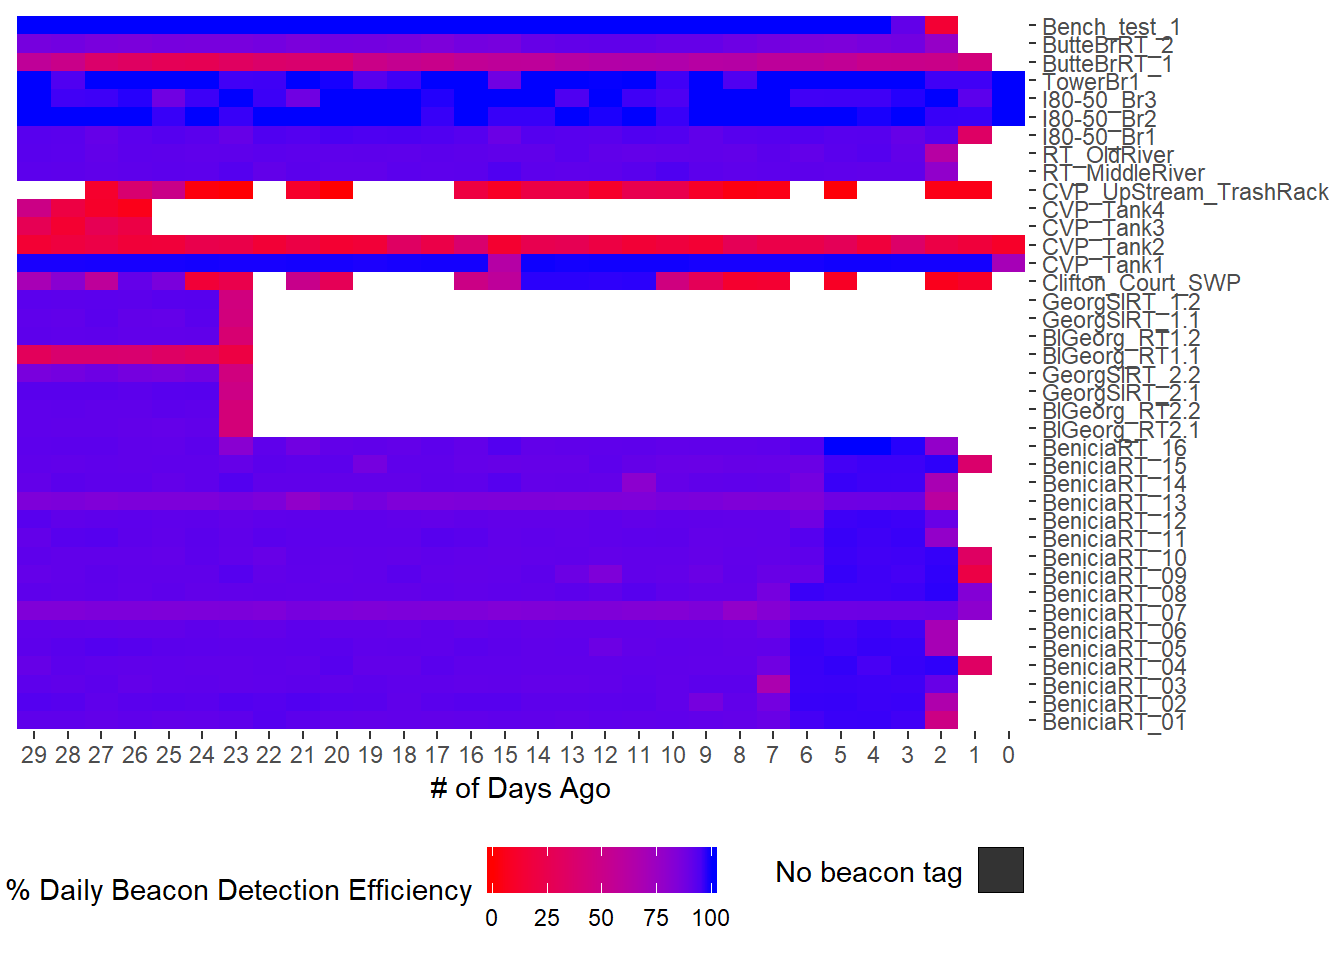 Bench_test_1
ButteBrRT_2
ButteBrRT_1
TowerBr1
I80-50_Br3
I80-50_Br2
I80-50_Br1
RT_OldRiver
RT_MiddleRiver
CVP_UpStream_TrashRack
CVP_Tank4
CVP_Tank3
CVP_Tank2
CVP_Tank1
Clifton_Court_SWP
GeorgSlRT_1.2
GeorgSlRT_1.1
BlGeorg_RT1.2
BlGeorg_RT1.1
GeorgSlRT_2.2
GeorgSlRT_2.1
BlGeorg_RT2.2
BlGeorg_RT2.1
BeniciaRT_16
BeniciaRT_15
BeniciaRT_14
BeniciaRT_13
BeniciaRT_12
BeniciaRT_11
BeniciaRT_10
BeniciaRT_09
BeniciaRT_08
BeniciaRT_07
BeniciaRT_06
BeniciaRT_05
BeniciaRT_04
BeniciaRT_03
BeniciaRT_02
BeniciaRT_01
29 28 27 26 25 24 23 22 21 20 19 18 17 16 15 14 13 12 11 10 9 8 7 6 5 4 3 2 1 0
# of Days Ago
% Daily Beacon Detection Efficiency
0 25 50 75 100
No beacon tag